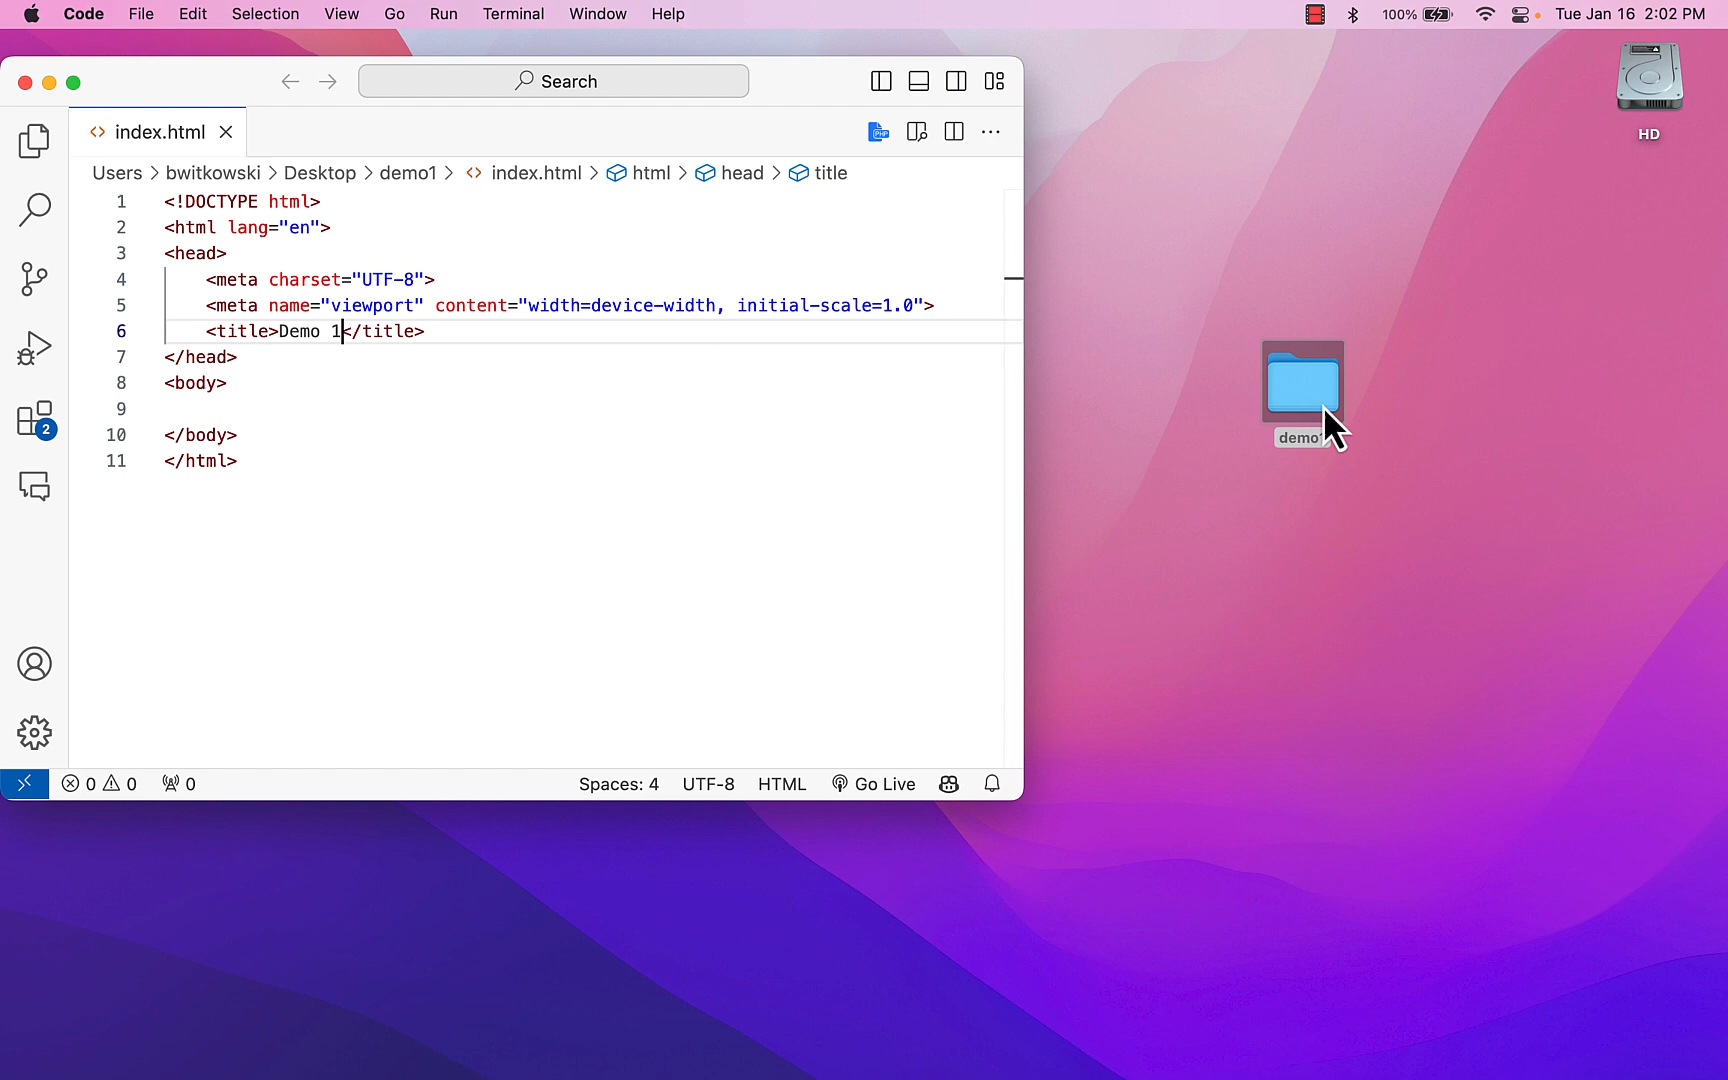 Code File Edit Selection View Go Run Terminal Window Help 100% Tue Jan 16 2:02 PM
Search
HD
index.html
PHP
Users > bwitkowski > Desktop > demo1 > index.html > html > head > title
1 <!DOCTYPE html>
2 <html lang="en">
3 <head>
4 <meta charset="UTF-8">
5 <meta name="viewport" content="width=device-width, initial-scale=1.0">
6 <title>Demo 1</title>
7 </head>
8 <body>
9
10 </body>
11 </html>
2
demo1
0 0 0 Spaces: 4 UTF-8 HTML Go Live